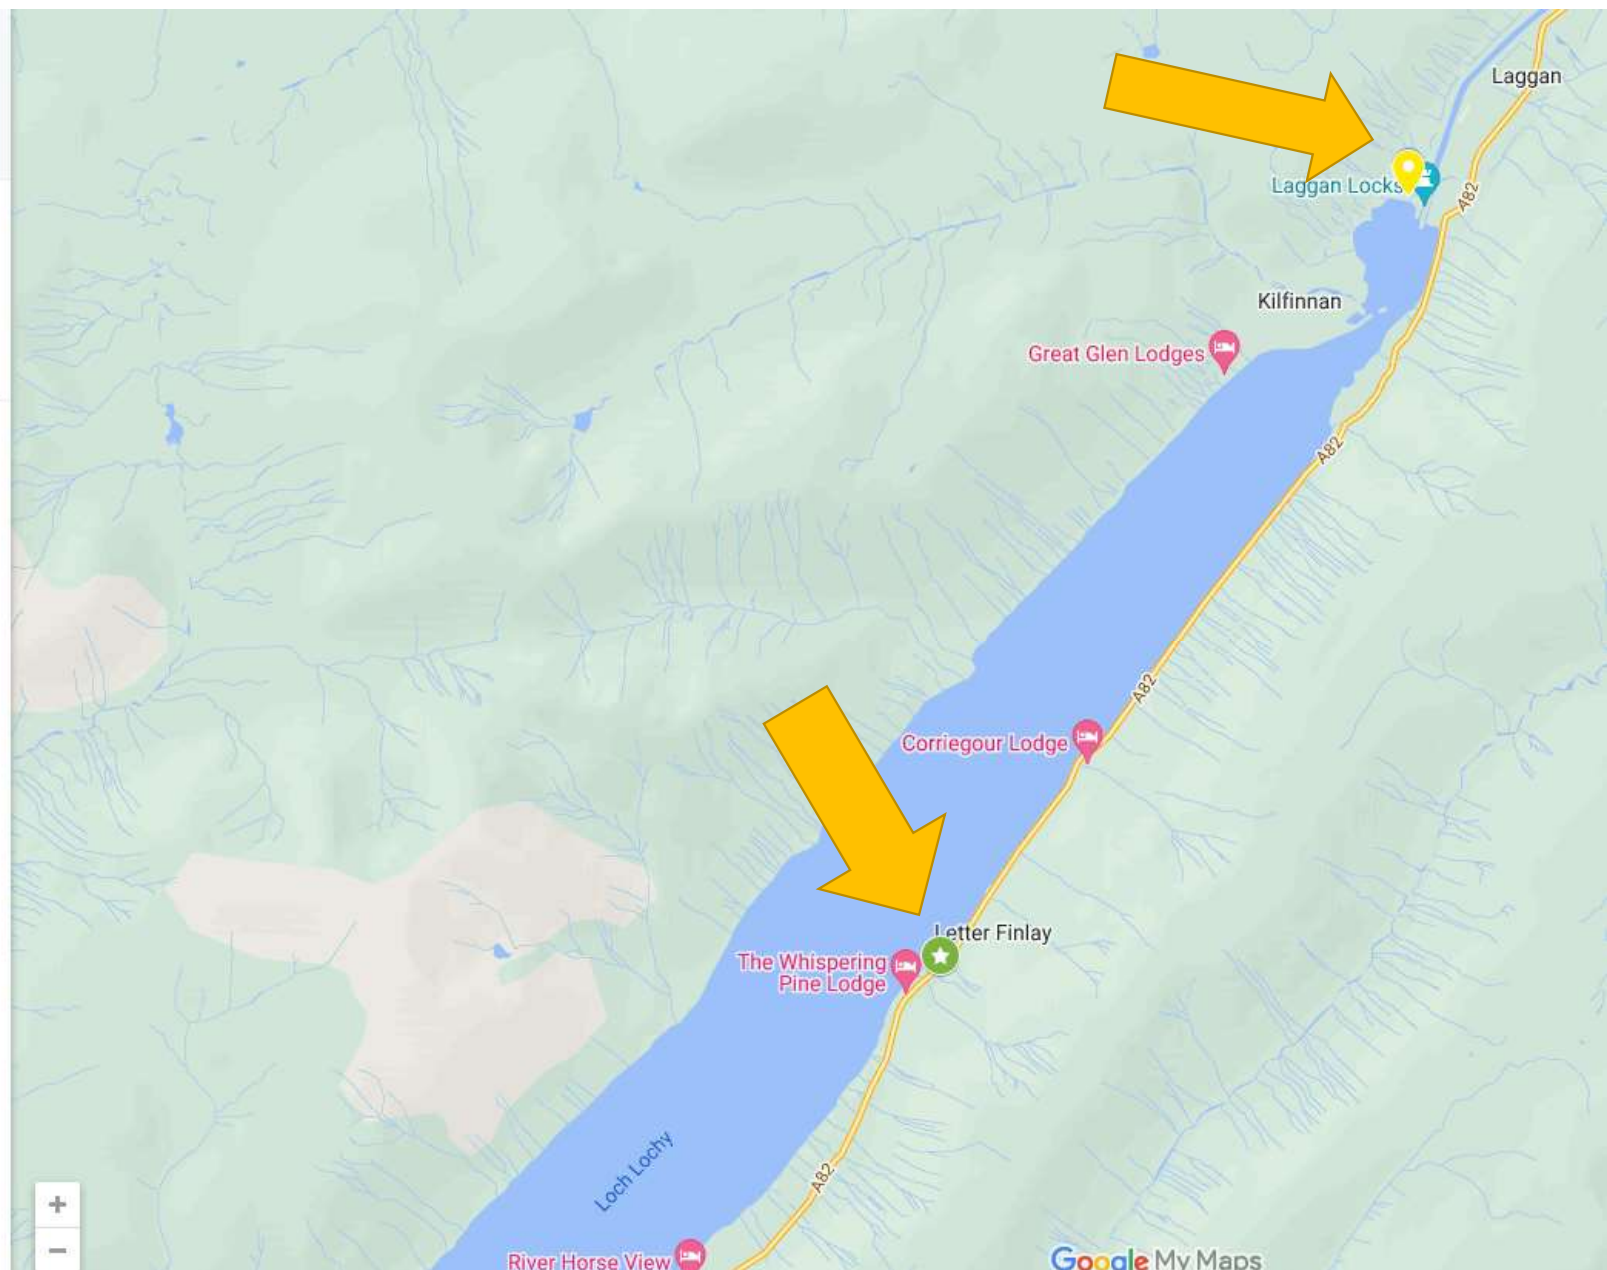 Laggan
Laggan Locks
A82
Kilfinnan
Great Glen Lodges
A82
A82
Corriegour Lodge
Letter Finlay
The Whispering
Pine Lodge
Loch Lochy
A82
River Horse View
Google My Maps
+
−